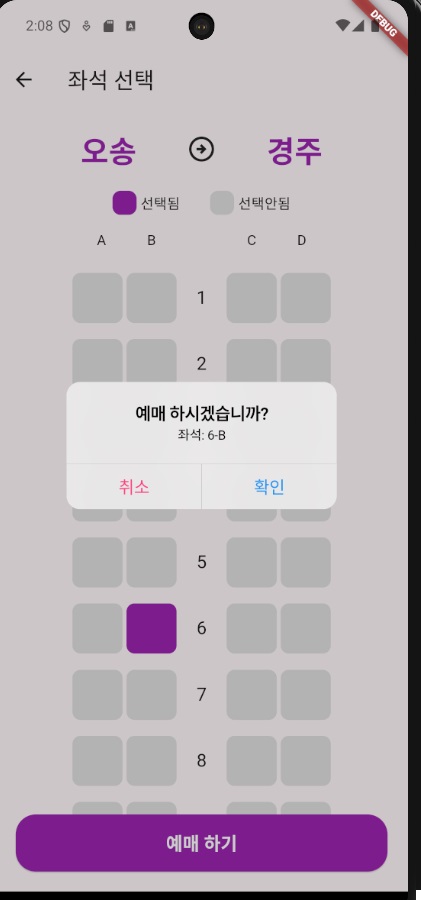 2:08
DEBUG
좌석 선택
오송 경주
선택됨 선택안됨
A B C D
1
2
예매 하시겠습니까?
좌석: 6-B
취소 확인
5
6
7
8
예매 하기